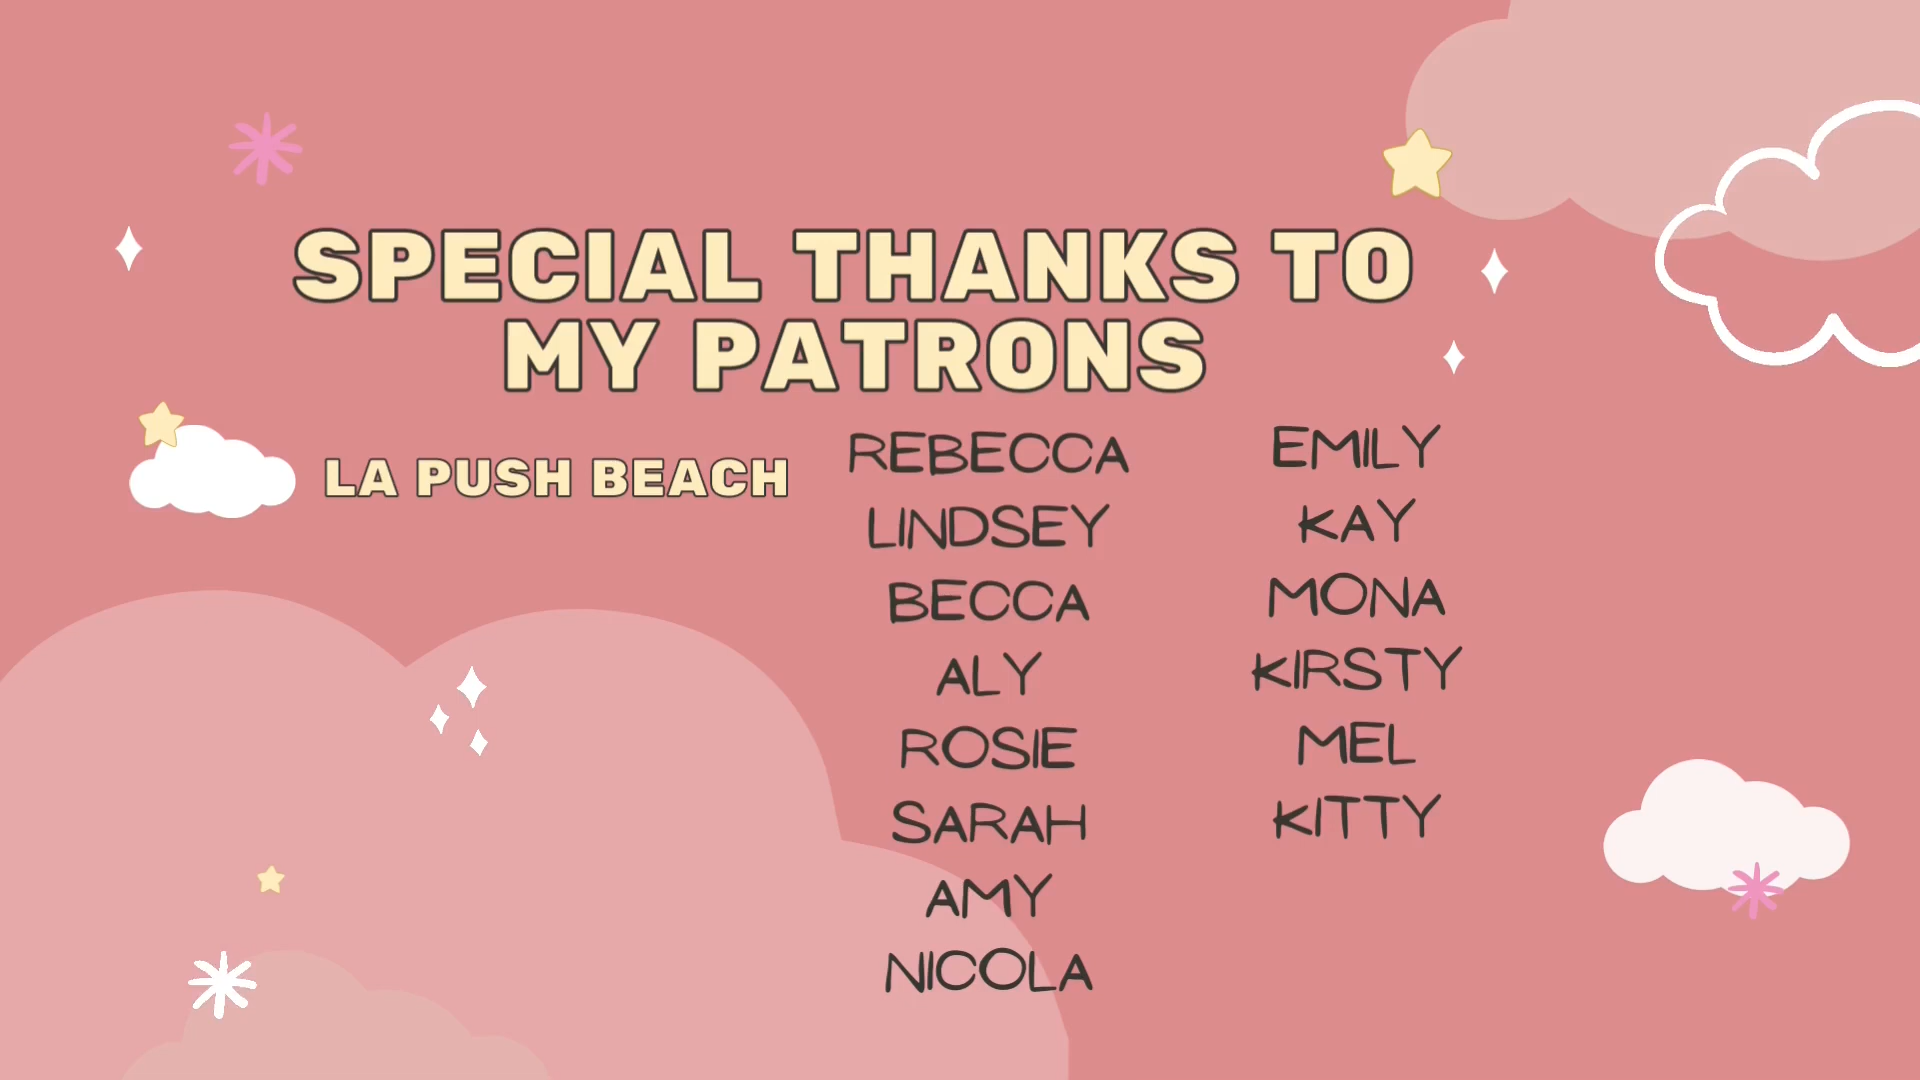 SPECIAL THANKS TO
MY PATRONS
LA PUSH BEACH
REBECCA
LINDSEY
BECCA
ALY
ROSIE
SARAH
AMY
NICOLA
EMILY
KAY
MONA
KIRSTY
MEL
KITTY